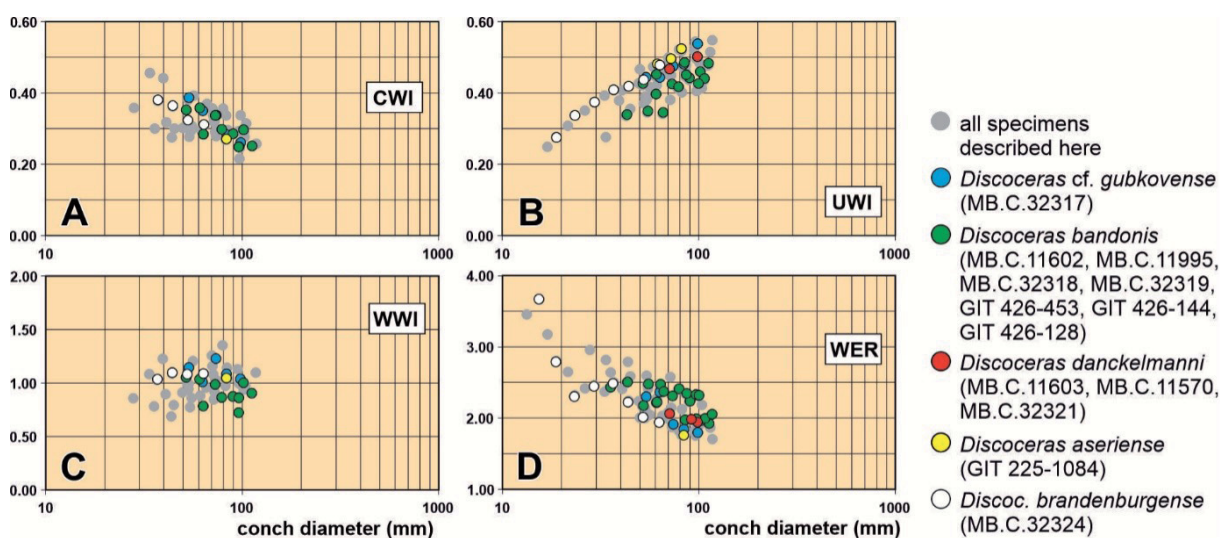 0.60
0.40
0.20
0.00
10
100
1000
A
CWI
0.60
0.40
0.20
0.00
10
100
1000
B
UWI
2.00
1.50
1.00
0.50
0.00
10
100
1000
C
WWI
conch diameter (mm)
4.00
3.00
2.00
1.00
10
100
1000
D
WER
conch diameter (mm)
all specimens
described here
Discoceras cf. gubkovense
(MB.C.32317)
Discoceras bandonis
(MB.C.11602, MB.C.11995,
MB.C.32318, MB.C.32319,
GIT 426-453, GIT 426-144,
GIT 426-128)
Discoceras danckelmanni
(MB.C.11603, MB.C.11570,
MB.C.32321)
Discoceras aseriense
(GIT 225-1084)
Discoc. brandenburgense
(MB.C.32324)